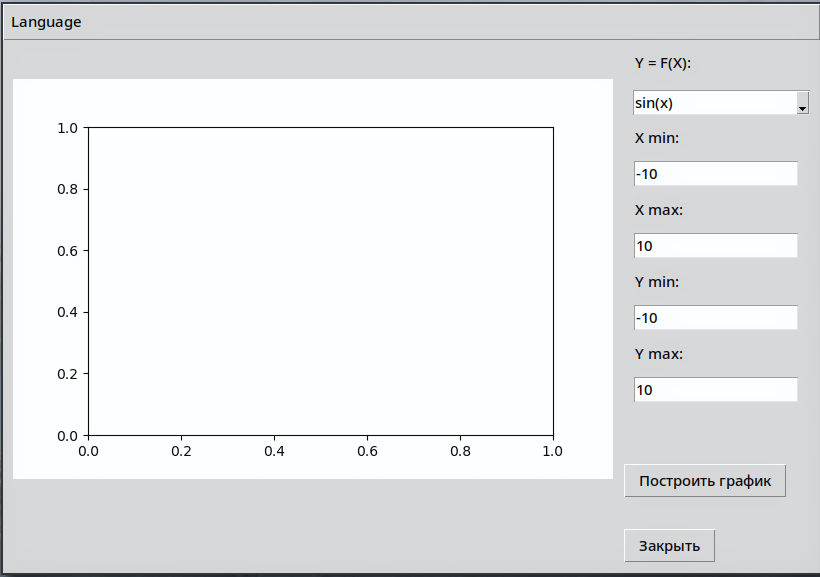 Language
Y = F(X):
sin(x)
X min:
-10
X max:
10
Y min:
-10
Y max:
10
Построить график
Закрыть
1.0
0.8
0.6
0.4
0.2
0.0
0.0 0.2 0.4 0.6 0.8 1.0